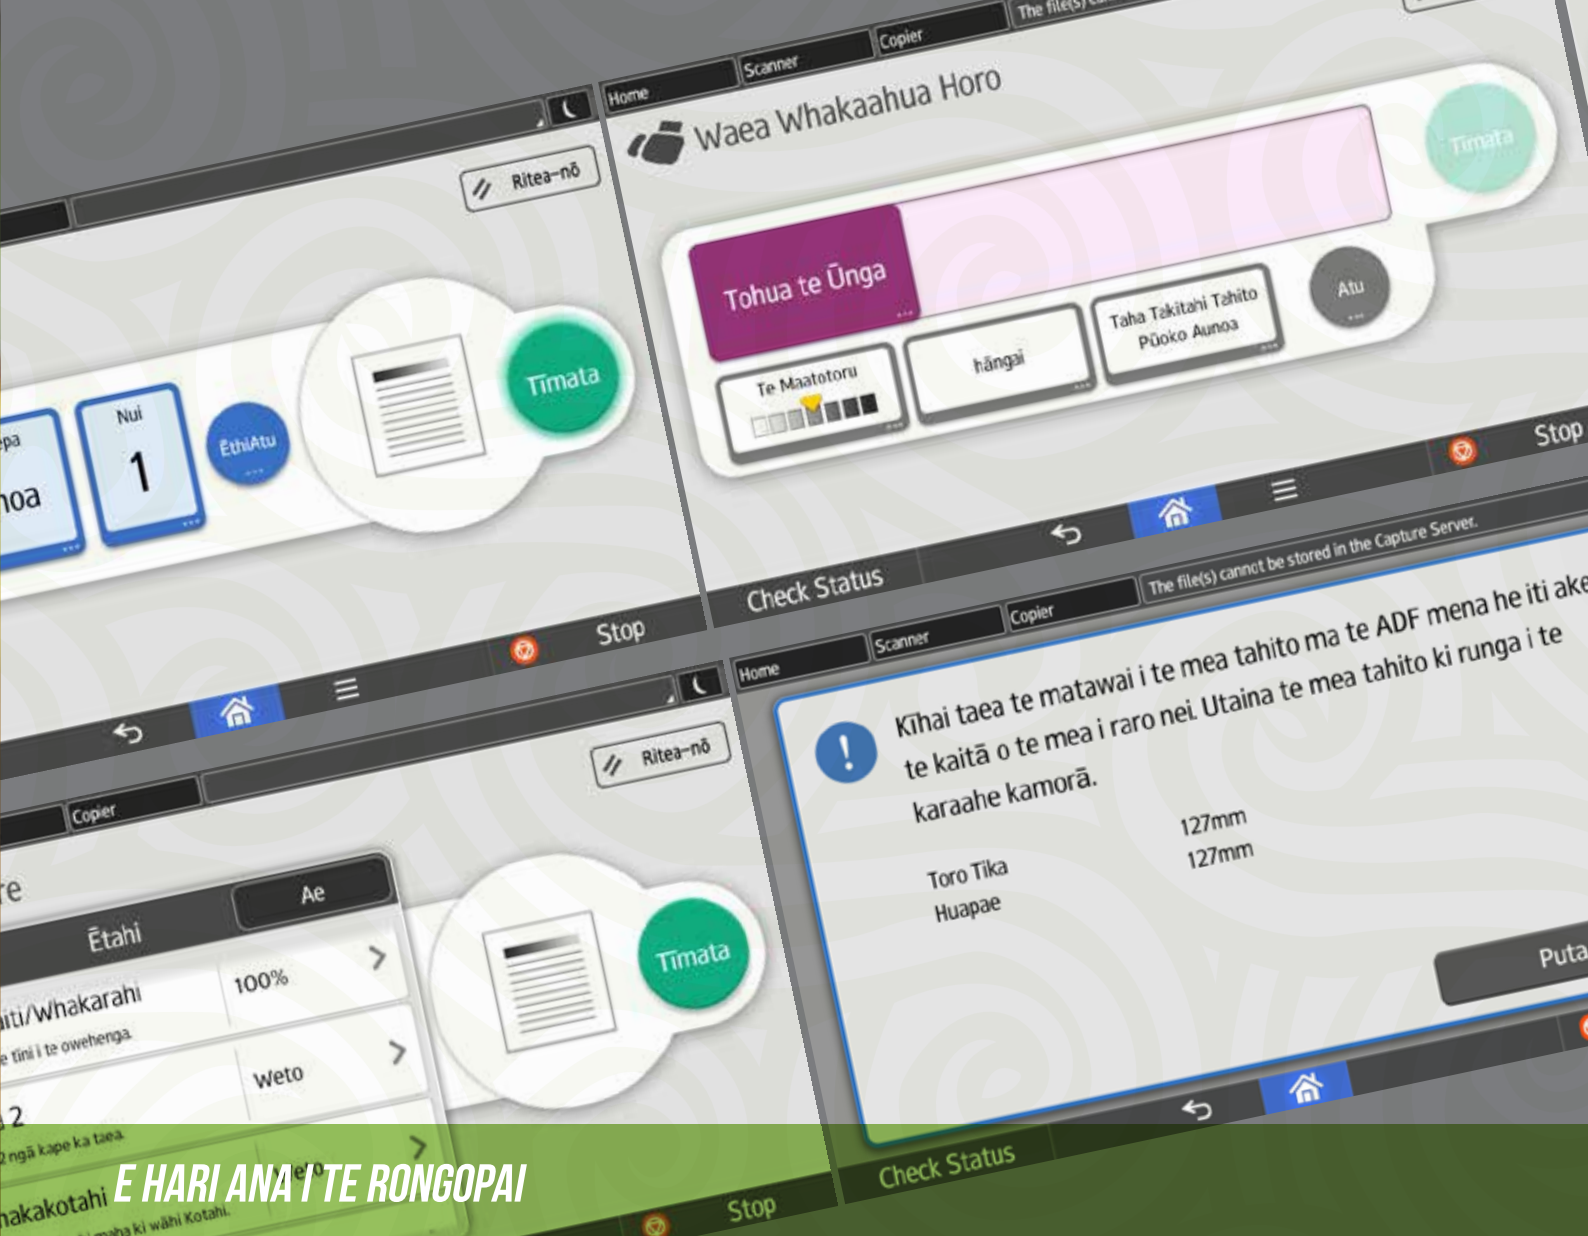 Ritea-nō
Nui
1
ĒthiAtu
Tīmata
Stop
Home
Scanner
Copier
Waea Whakaahua Horo
Tohua te Ūnga
Tīmata
Te Maatotoru
hāngai
Taha Takitahi Tahito
Pūoko Aunoa
Atu
Check Status
Stop
Copier
Ritea-nō
Ētahi
Ae
100%
Weto
2
Weto
Tīmata
Stop
Home
Scanner
Copier
The file(s) cannot be stored in the Capture Server.
Kīhai taea te matawai i te mea tahito ma te ADF mena he iti ake
te kaitā o te mea i raro nei. Utaina te mea tahito ki runga i te
karaahe kamorā.
127mm
127mm
Toro Tika
Huapae
Puta
Check Status
E HARI ANA I TE RONGOPAI